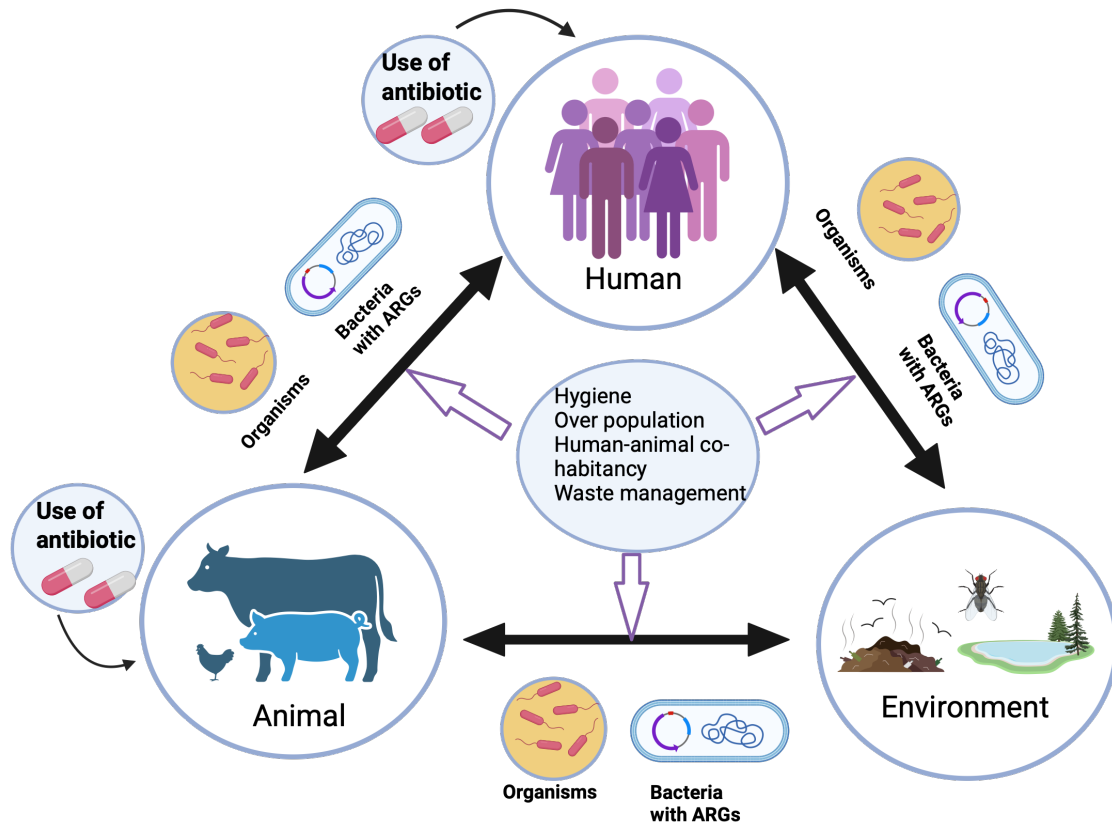 Use of
antibiotic
Human
Organisms
Bacteria
with ARGs
Bacteria
with ARGs
Organisms
Hygiene
Over population
Human-animal co-
habitancy
Waste management
Use of
antibiotic
Animal
Environment
Organisms
Bacteria
with ARGs